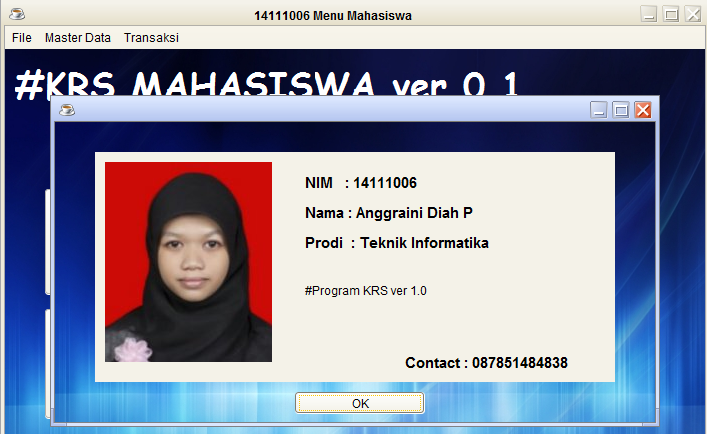 14111006 Menu Mahasiswa
File Master Data Transaksi
#KRS MAHASISWA ver 0 1
NIM : 14111006
Nama : Anggraini Diah P
Prodi : Teknik Informatika
#Program KRS ver 1.0
Contact : 087851484838
OK